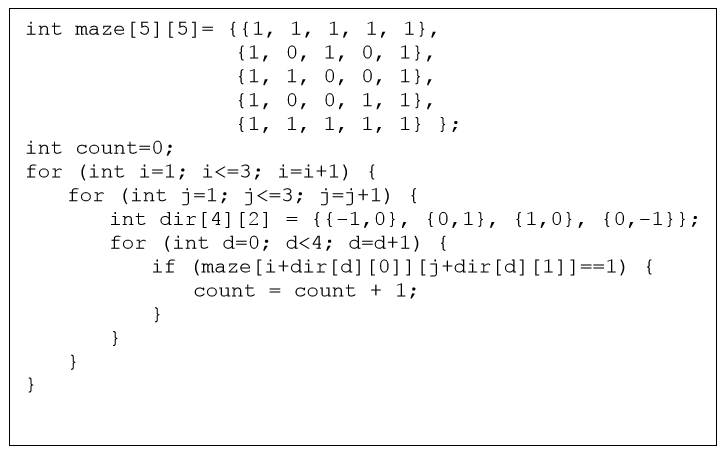 int maze[5][5]= {{1, 1, 1, 1, 1},
                 {1, 0, 1, 0, 1},
                 {1, 1, 0, 0, 1},
                 {1, 0, 0, 1, 1},
                 {1, 1, 1, 1, 1} };
int count=0;
for (int i=1; i<=3; i=i+1) {
    for (int j=1; j<=3; j=j+1) {
        int dir[4][2] = {{-1,0}, {0,1}, {1,0}, {0,-1}};
        for (int d=0; d<4; d=d+1) {
            if (maze[i+dir[d][0]][j+dir[d][1]]==1) {
                count = count + 1;
            }
        }
    }
}